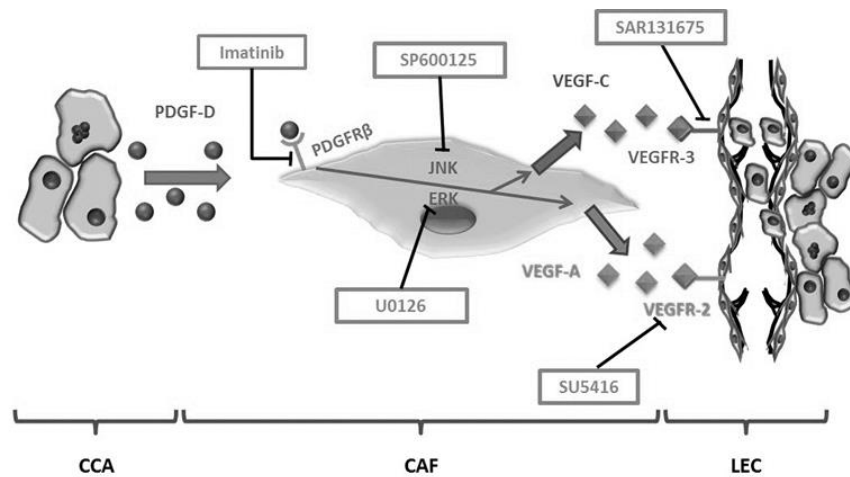 SAR131675
Imatinib
SP600125
VEGF-C
PDGF-D
PDGFRβ
VEGFR-3
JNK
ERK
VEGF-A
VEGFR-2
U0126
SU5416
CCA
CAF
LEC